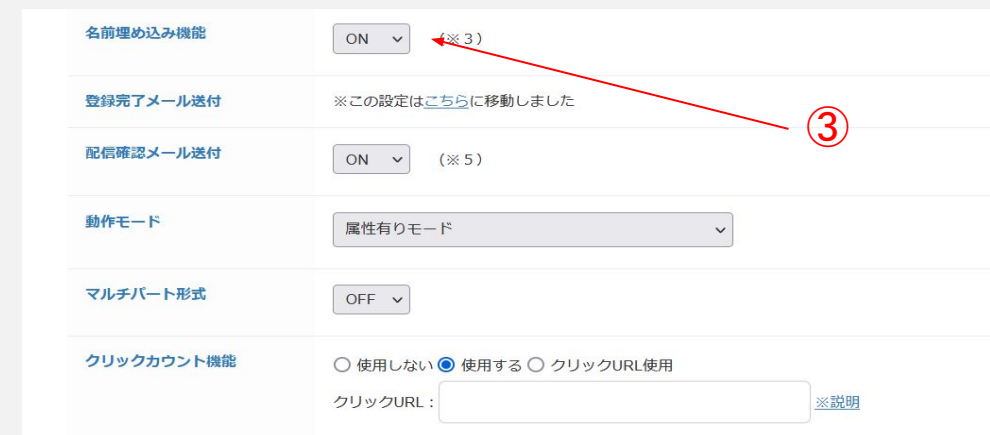 名前埋め込み機能
ON (※3)
登録完了メール送付
※この設定はこちらに移動しました
③
配信確認メール送付
ON (※5)
動作モード
属性有りモード
マルチパート形式
OFF
クリックカウント機能
使用しない 使用する クリックURL使用
クリックURL: ※説明